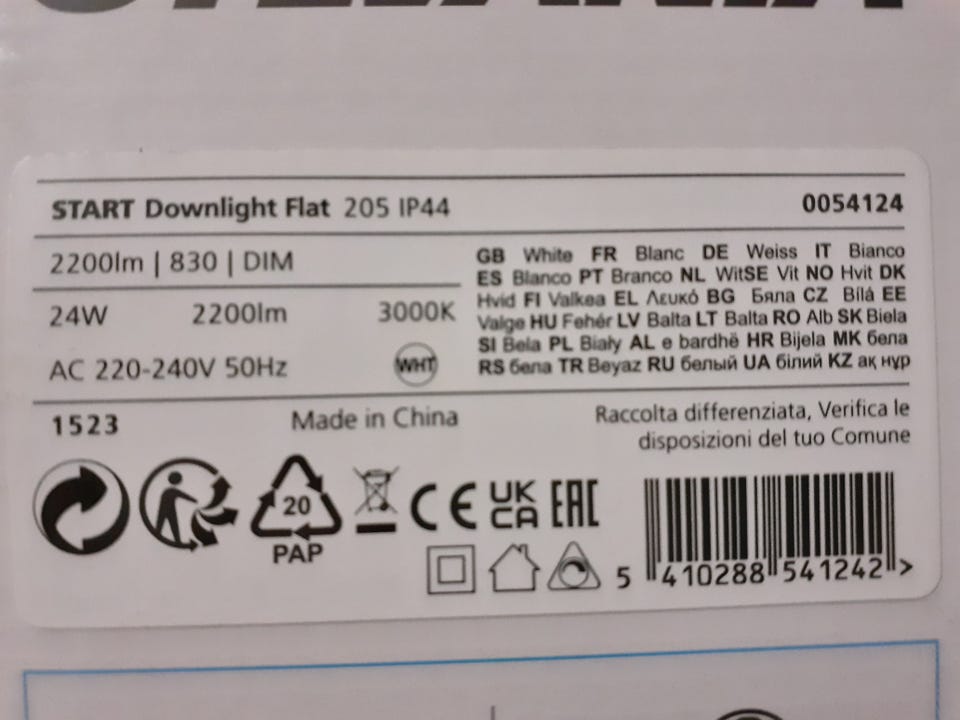 START Downlight Flat 205 IP44
0054124
2200lm | 830 | DIM
24W 2200lm 3000K
AC 220-240V 50Hz WHT
GB White FR Blanc DE Weiss IT Bianco
ES Blanco PT Branco NL WitSE Vit NO Hvit DK
Hvid FI Valkea EL Λευκό BG Бяла CZ Bílá EE
Valge HU Fehér LV Balta LT Balta RO Alb SK Biela
SI Bela PL Biały AL e bardhë HR Bijela MK бела
RS бела TR Beyaz RU белый UA білий KZ ақ нұр
1523
Made in China
Raccolta differenziata, Verifica le
disposizioni del tuo Comune
20
PAP
CE
UK
CA
EAC
5 410288 541242 >